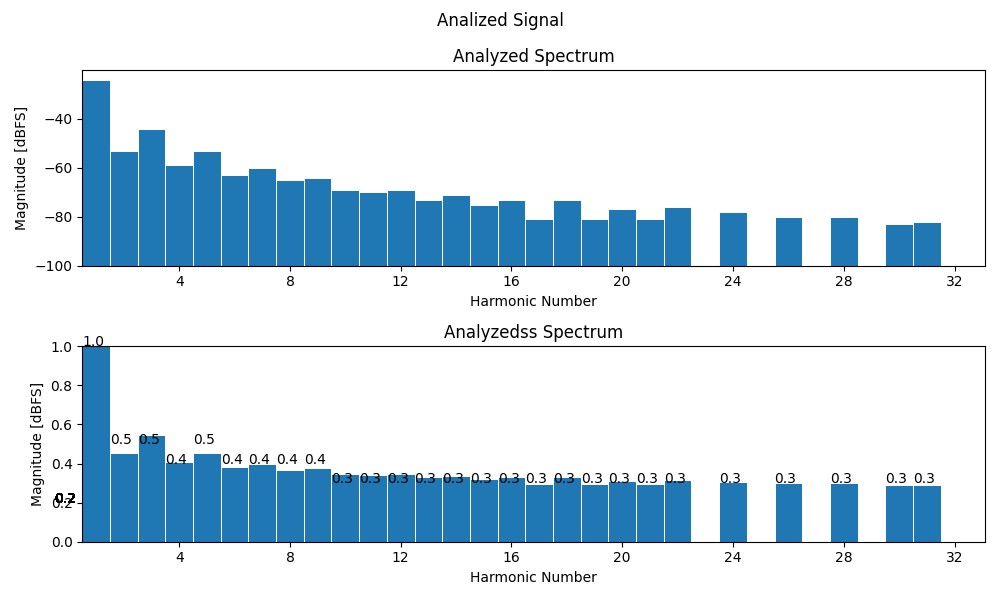 Analized Signal
Analyzed Spectrum
Magnitude [dBFS]
−40
−60
−80
−100
4 8 12 16 20 24 28 32
Harmonic Number
Analyzedss Spectrum
Magnitude [dBFS]
1.0
0.8
0.6
0.4
0.2
0.0
1.0
0.5 0.5 0.4 0.5 0.4 0.4 0.4 0.4 0.3 0.3 0.3 0.3 0.3 0.3 0.3 0.3 0.3 0.3 0.3 0.3 0.3 0.3 0.3 0.3 0.3 0.3
0.2
4 8 12 16 20 24 28 32
Harmonic Number